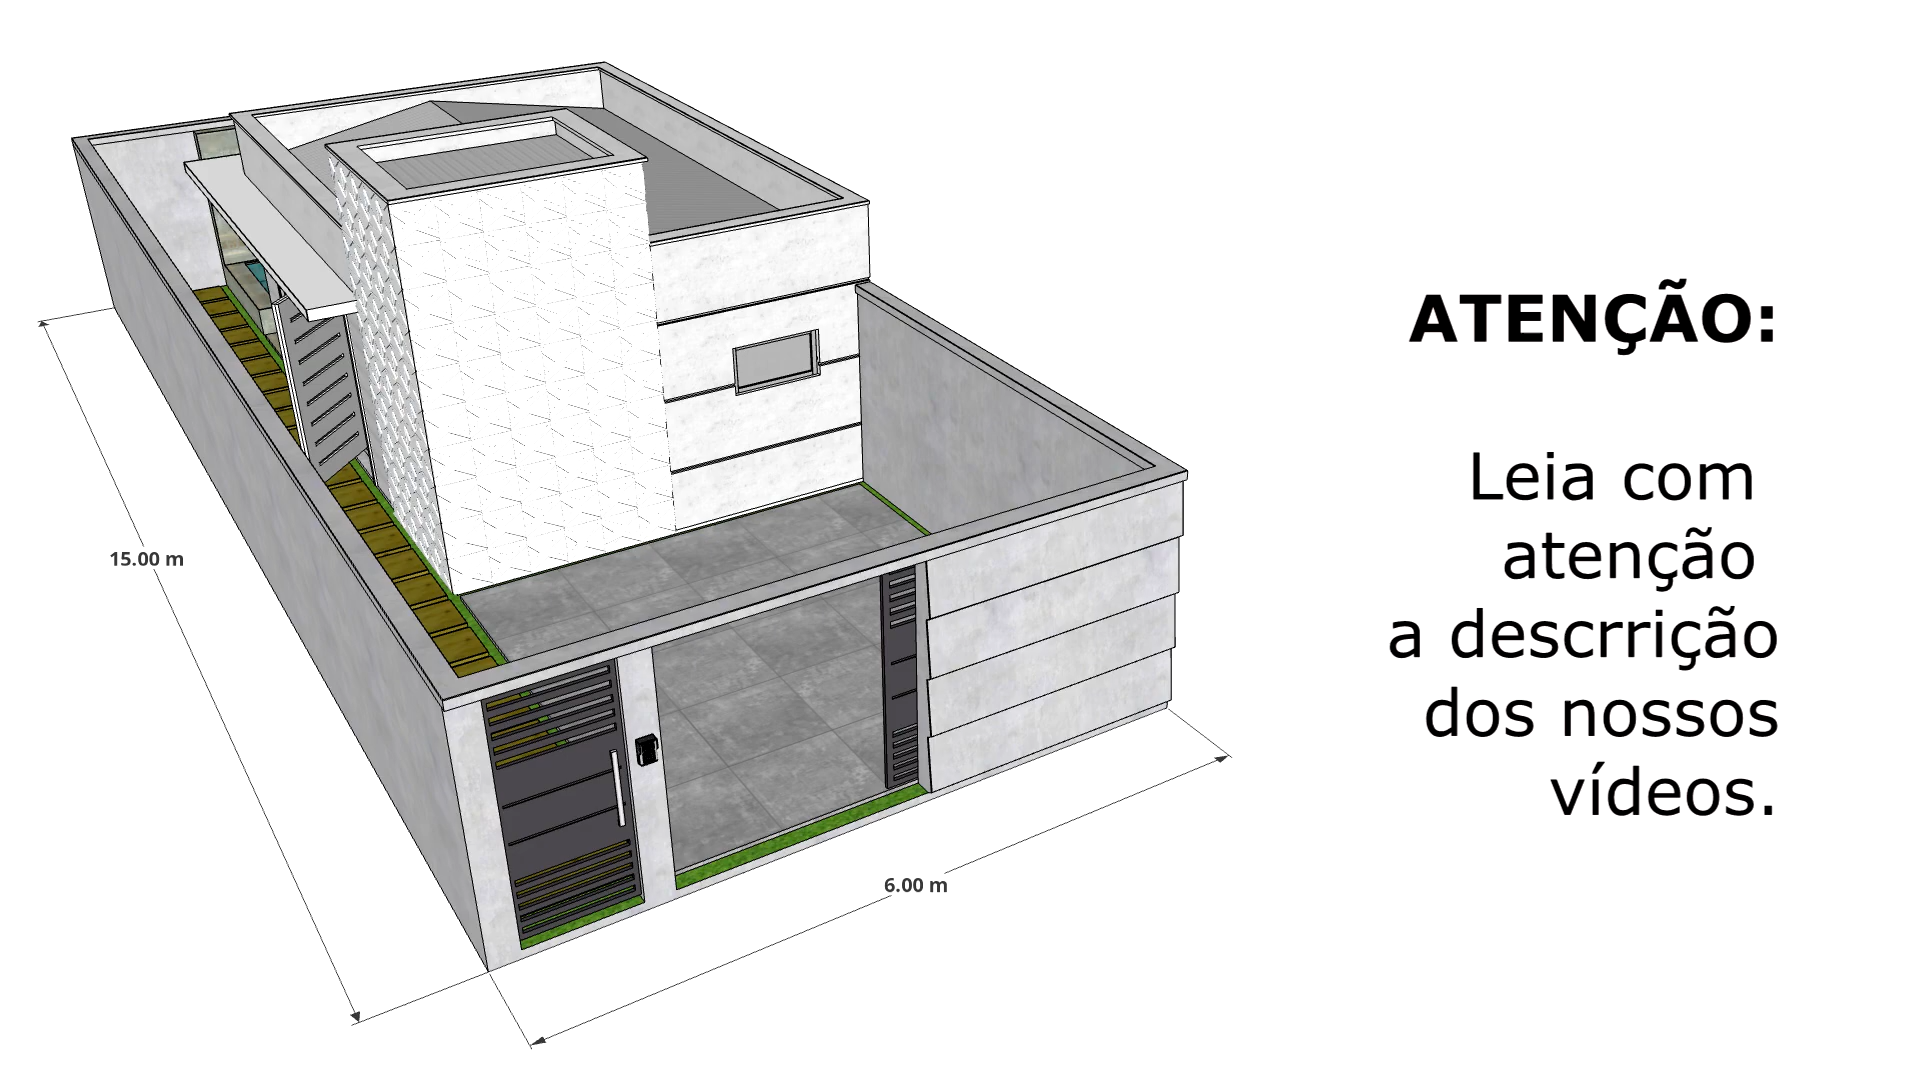 ATENÇÃO:
Leia com
atenção
a descrrição
dos nossos
vídeos.
15.00 m
6.00 m